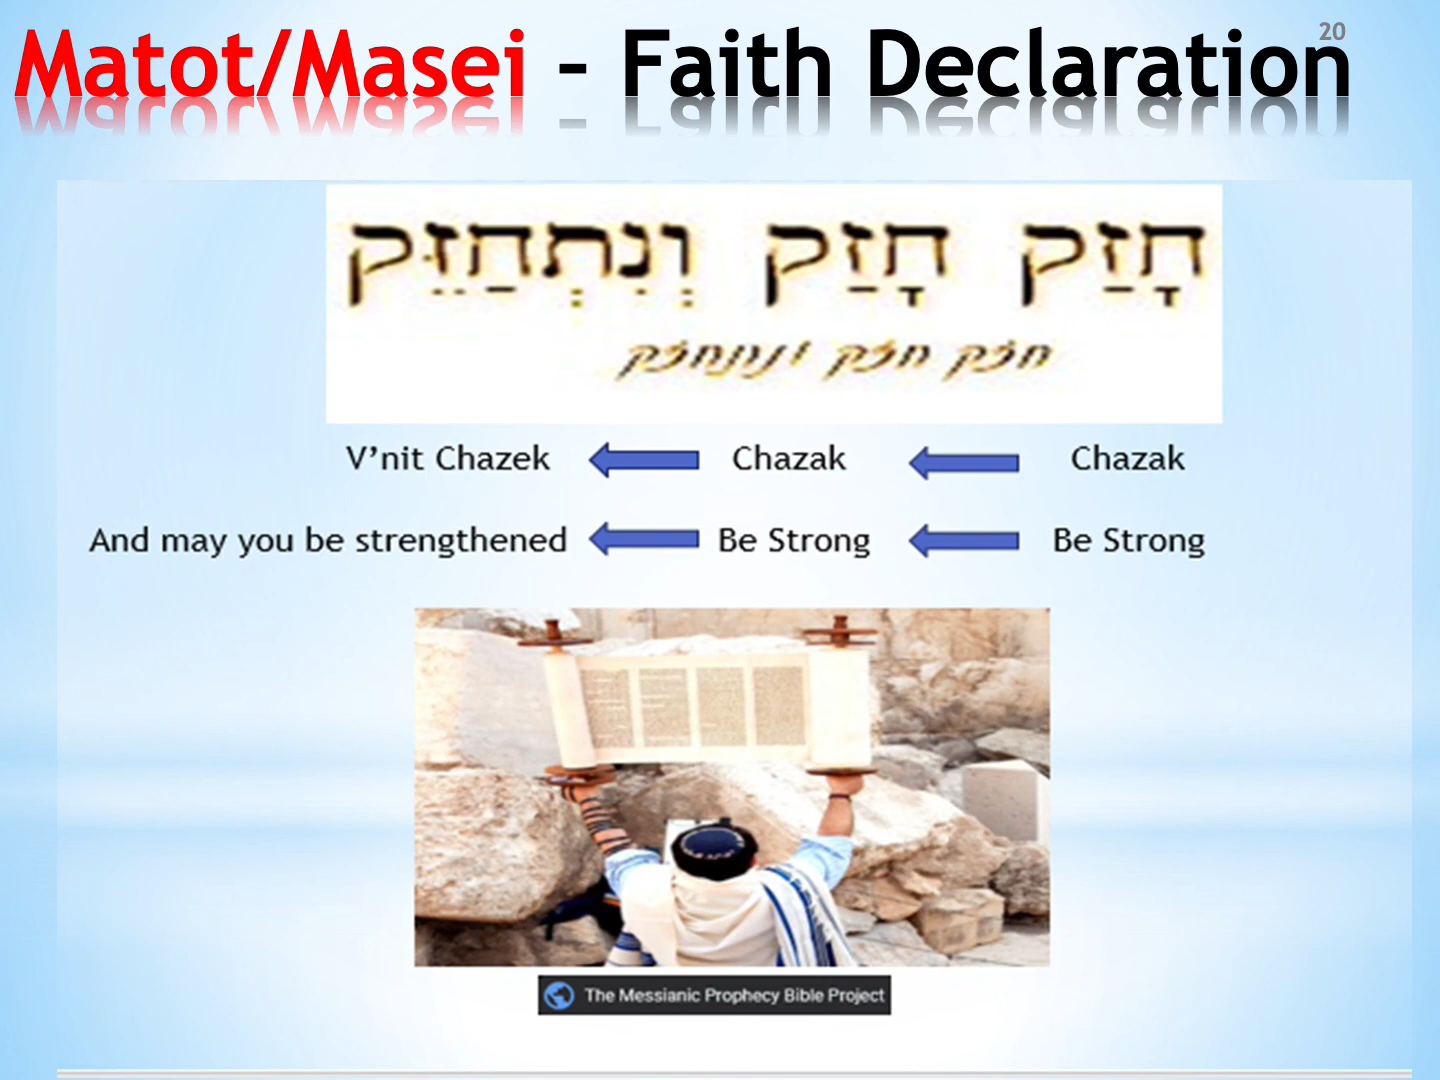 Matot/Masei - Faith Declaration
20
חָזַק חָזַק וְנִתְחַזֵּק
חזק חזק ונתחזק
V'nit Chazek Chazak Chazak
And may you be strengthened Be Strong Be Strong
The Messianic Prophecy Bible Project